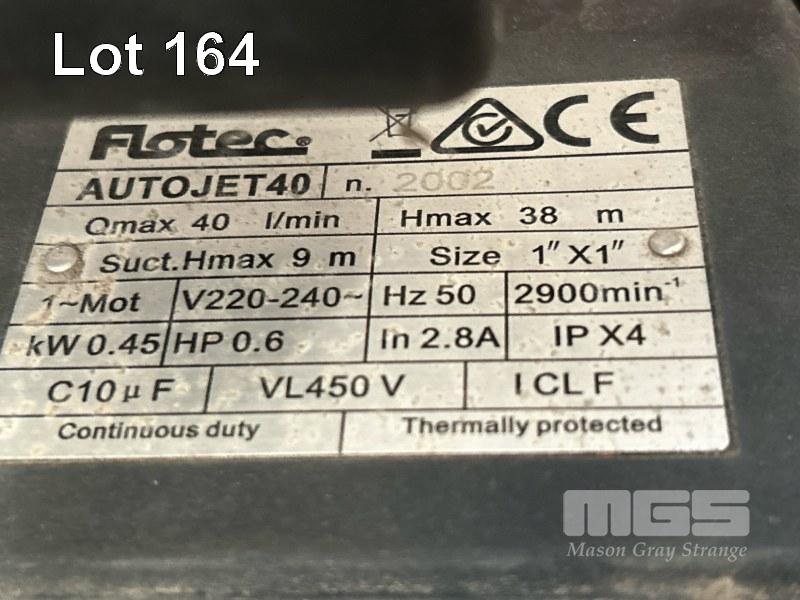 Lot 164
Flotec® CE
AUTOJET40 n. 2002
Qmax 40 l/min Hmax 38 m
Suct.Hmax 9 m Size 1"X1"
1~Mot V220-240~ Hz 50 2900min-1
kW 0.45 HP 0.6 In 2.8A IP X4
C10μF VL450 V I CL F
Continuous duty Thermally protected
MGS
Mason Gray Strange